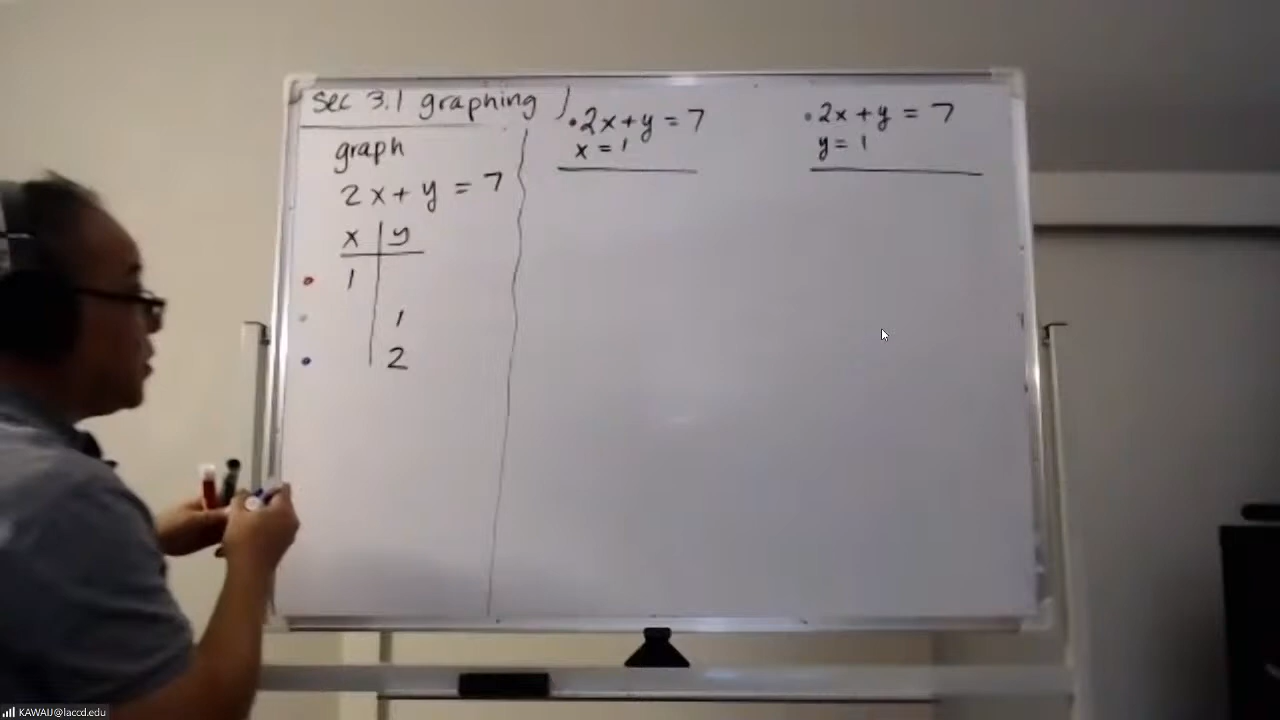 sec 3.1 graphing
graph
2x + y = 7
x y
1
1
2
2x + y = 7
x = 1
2x + y = 7
y = 1
KAWAIJ@laccd.edu